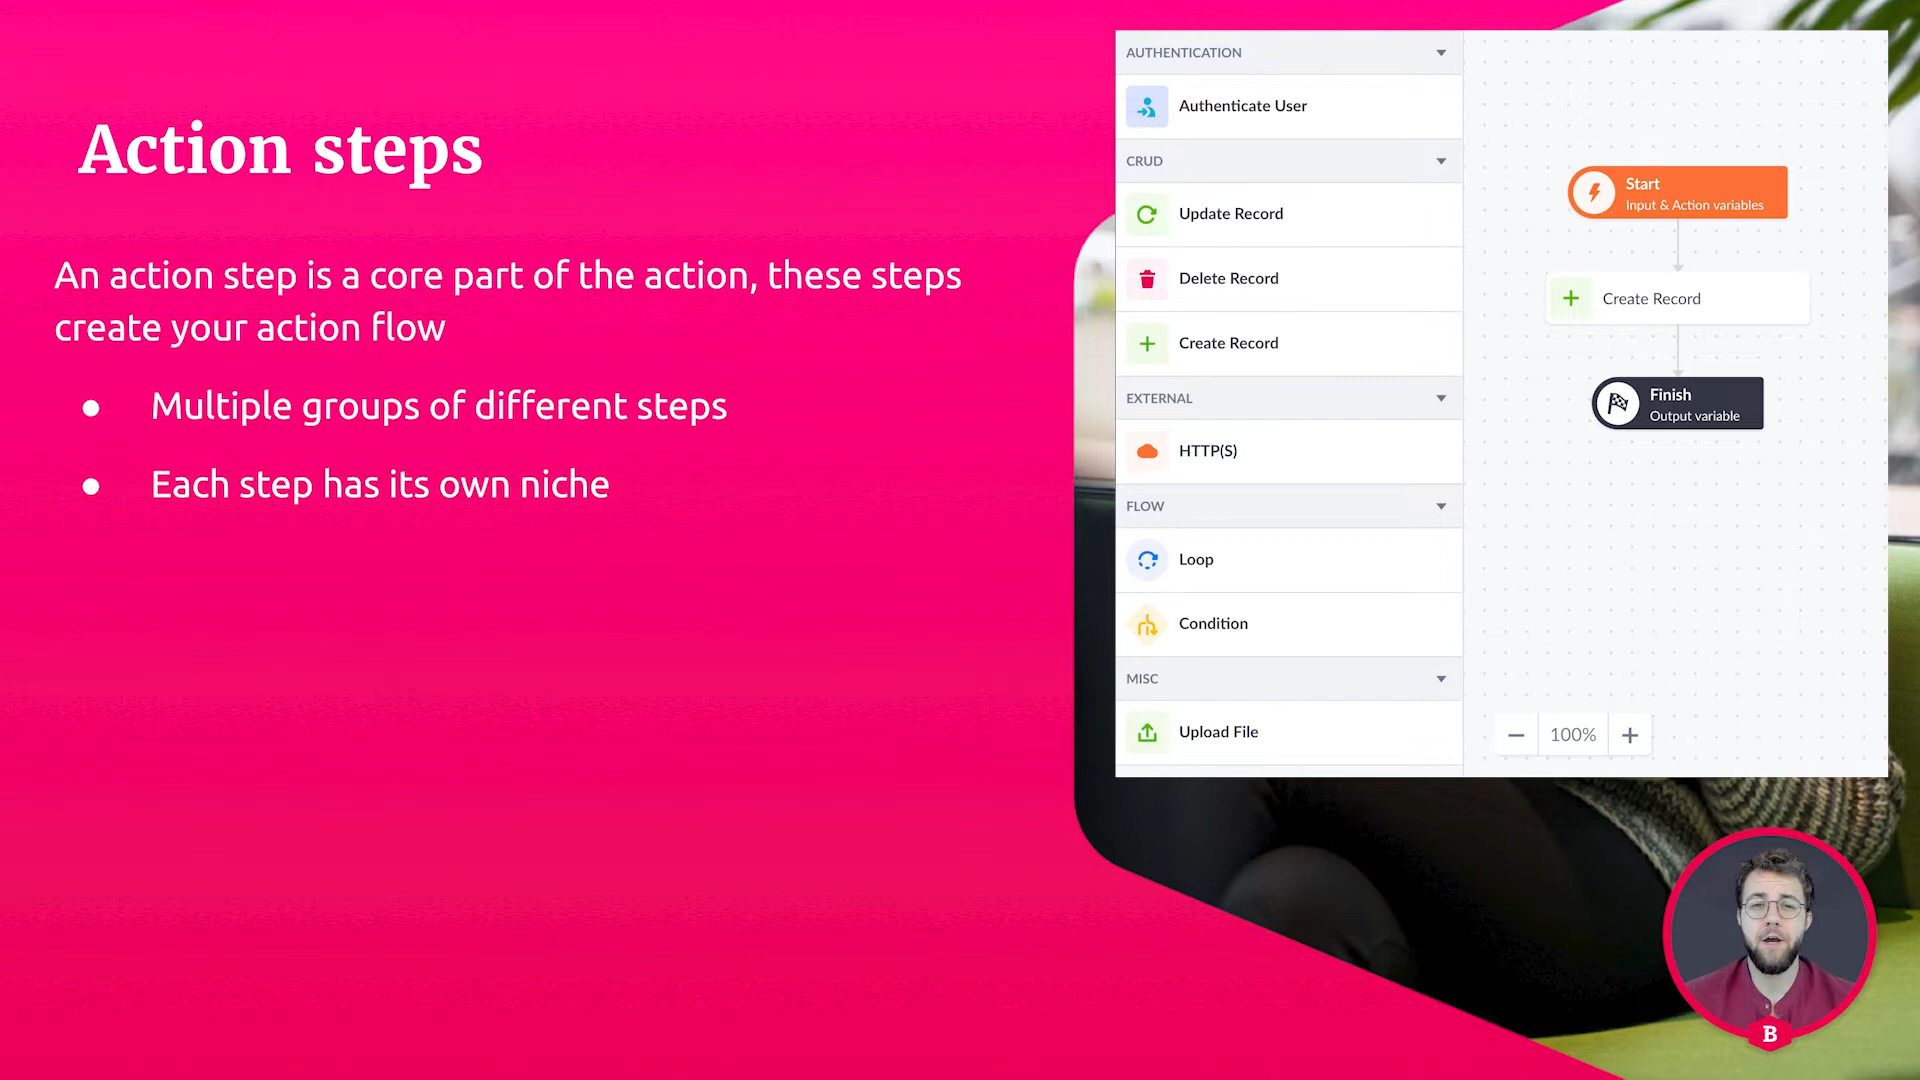 Action steps
An action step is a core part of the action, these steps
create your action flow
● Multiple groups of different steps
● Each step has its own niche
AUTHENTICATION
Authenticate User
CRUD
Update Record
Delete Record
Create Record
EXTERNAL
HTTP(S)
FLOW
Loop
Condition
MISC
Upload File
Start
Input & Action variables
Create Record
Finish
Output variable
100%
B